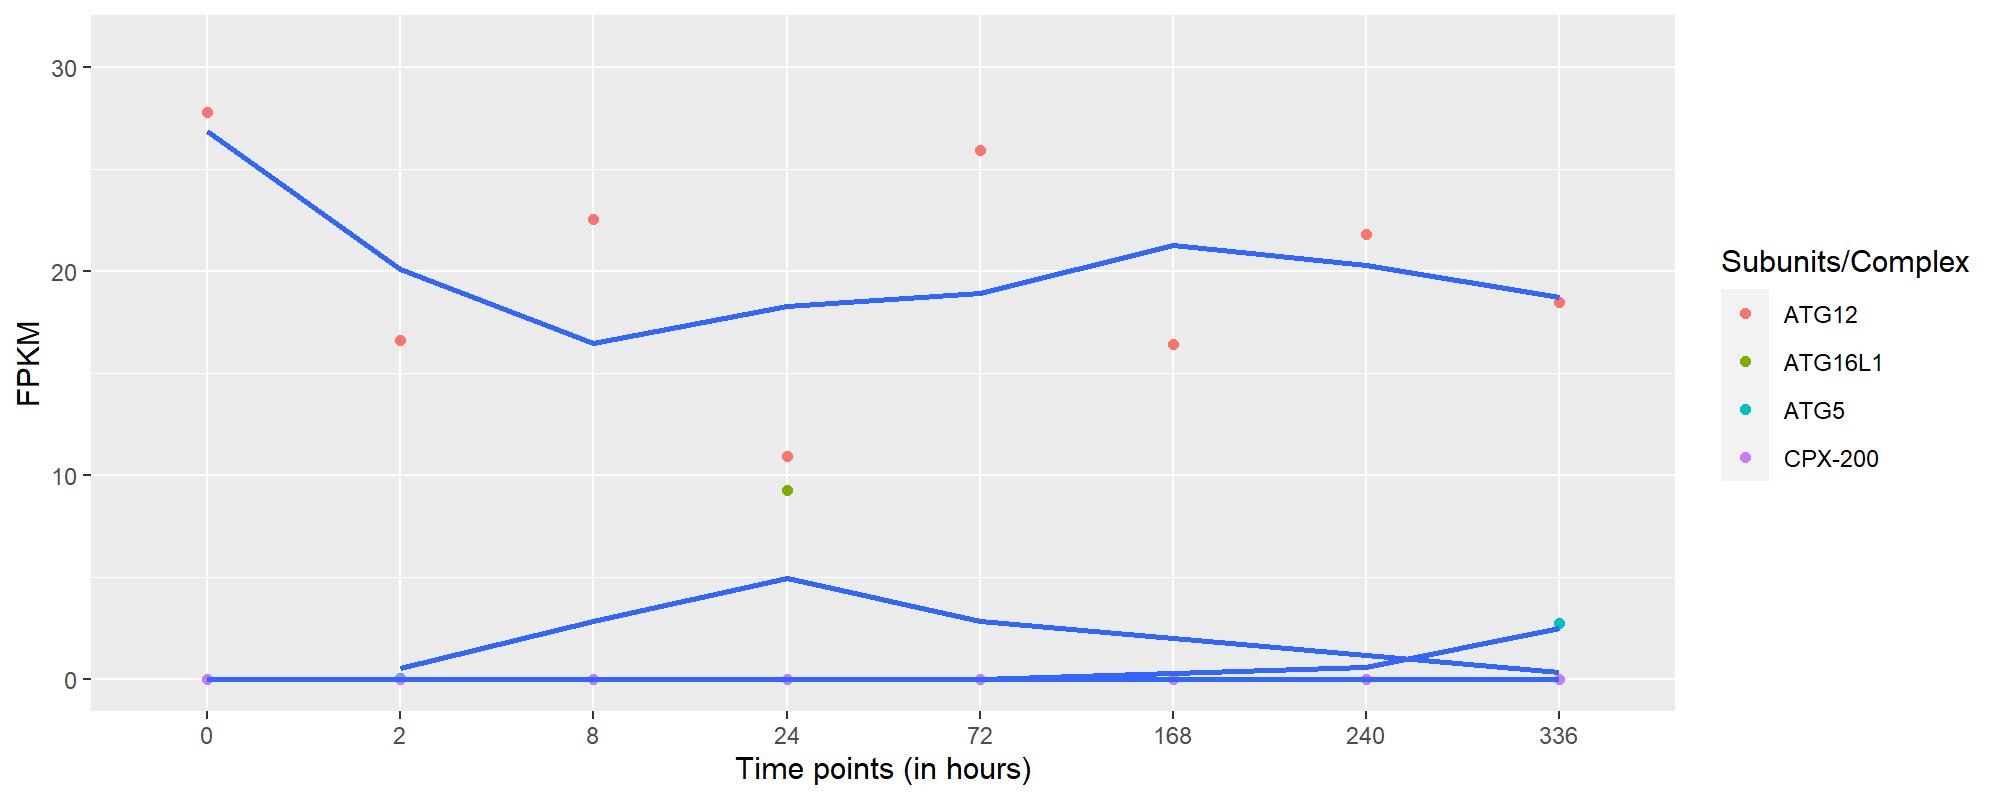 FPKM
30
20
10
0
0 2 8 24 72 168 240 336
Time points (in hours)
Subunits/Complex
ATG12
ATG16L1
ATG5
CPX-200